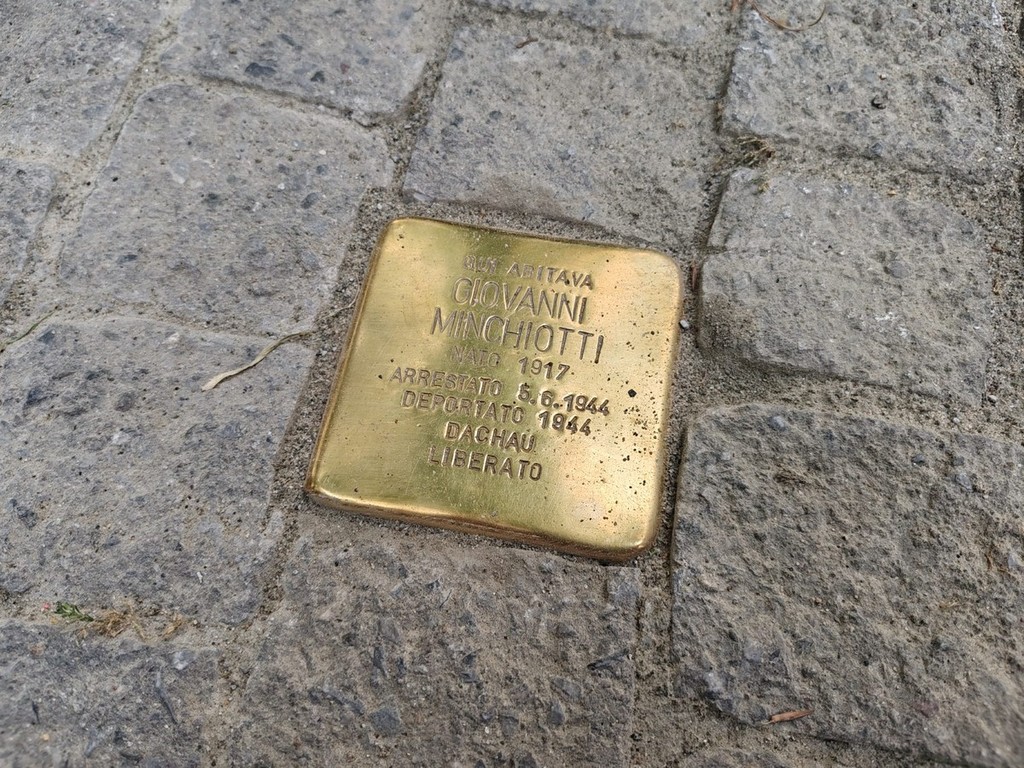 QUI ABITAVA
GIOVANNI
MINCHIOTTI
NATO 1917
ARRESTATO 5.6.1944
DEPORTATO 1944
DACHAU
LIBERATO